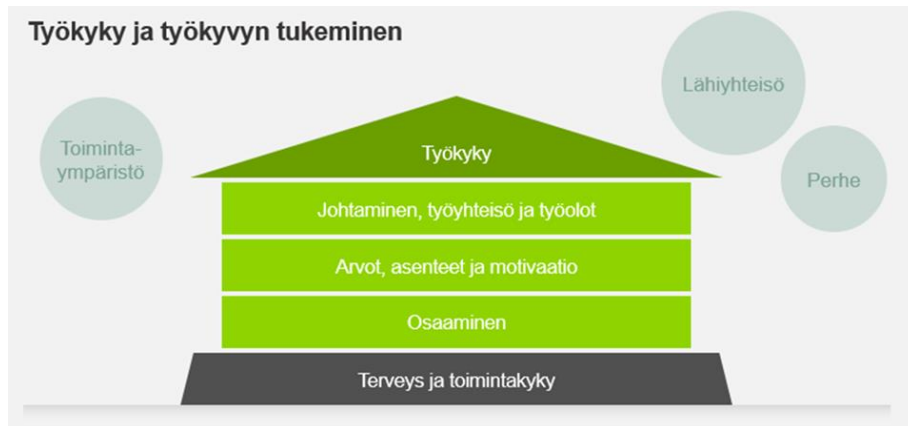 Työkyky ja työkyvyn tukeminen
Lähiyhteisö
Toiminta-
ympäristö
Työkyky
Perhe
Johtaminen, työyhteisö ja työolot
Arvot, asenteet ja motivaatio
Osaaminen
Terveys ja toimintakyky